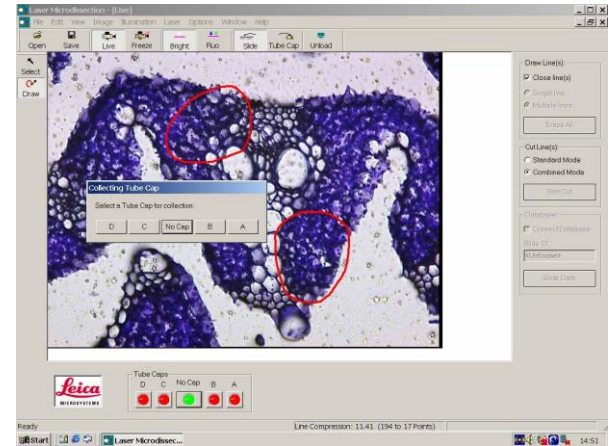 Laser Microdissection - [Live]
File Edit View Image Illumination Laser Options Window Help
Open Save Live Freeze Bright Fluo Slide Tube Cap Unload
Select
Draw
Draw Line(s):
Close line(s)
Single line
Multiple lines
Erase All
Cut Line(s):
Standard Mode
Combined Mode
Start Cut
Database
Connect Database
Slide ID:
Collecting Tube Cap
Select a Tube Cap for collection:
D C No Cap B A
Leica
MICROSYSTEMS
Tube Caps
D C No Cap B A
Ready
Line Compression: 11.41 (194 to 17 Points)
Start
Laser Microdissec...
14:51